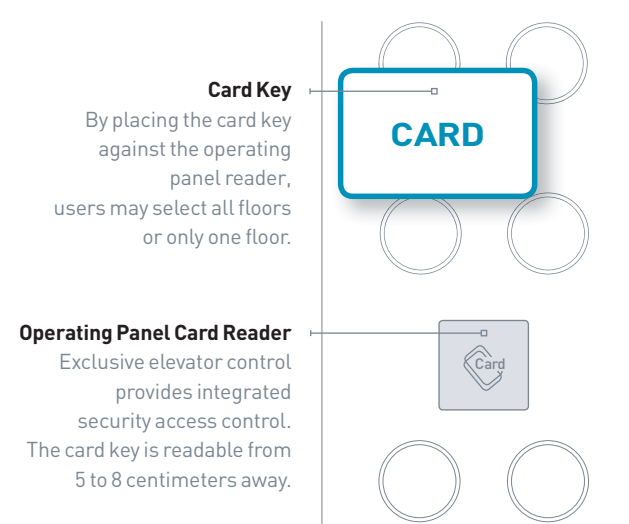 Card Key
By placing the card key
against the operating
panel reader,
users may select all floors
or only one floor.
CARD
Operating Panel Card Reader
Exclusive elevator control
provides integrated
security access control.
The card key is readable from
5 to 8 centimeters away.
Card